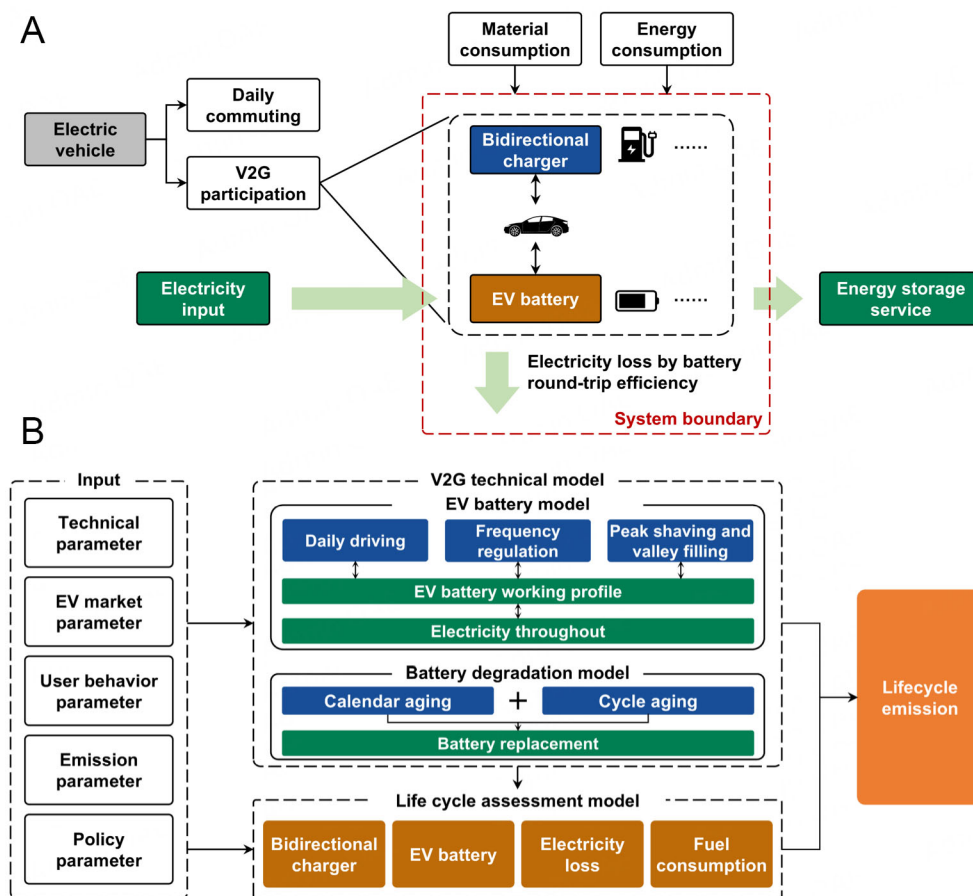 A
Material
consumption
Energy
consumption
Electric
vehicle
Daily
commuting
V2G
participation
Bidirectional
charger
······
EV battery
······
Electricity
input
Energy storage
service
Electricity loss by battery
round-trip efficiency
System boundary
B
Input
Technical
parameter
EV market
parameter
User behavior
parameter
Emission
parameter
Policy
parameter
V2G technical model
EV battery model
Daily driving
Frequency
regulation
Peak shaving and
valley filling
EV battery working profile
Electricity throughout
Battery degradation model
Calendar aging
+
Cycle aging
Battery replacement
Life cycle assessment model
Bidirectional
charger
EV battery
Electricity
loss
Fuel
consumption
Lifecycle
emission